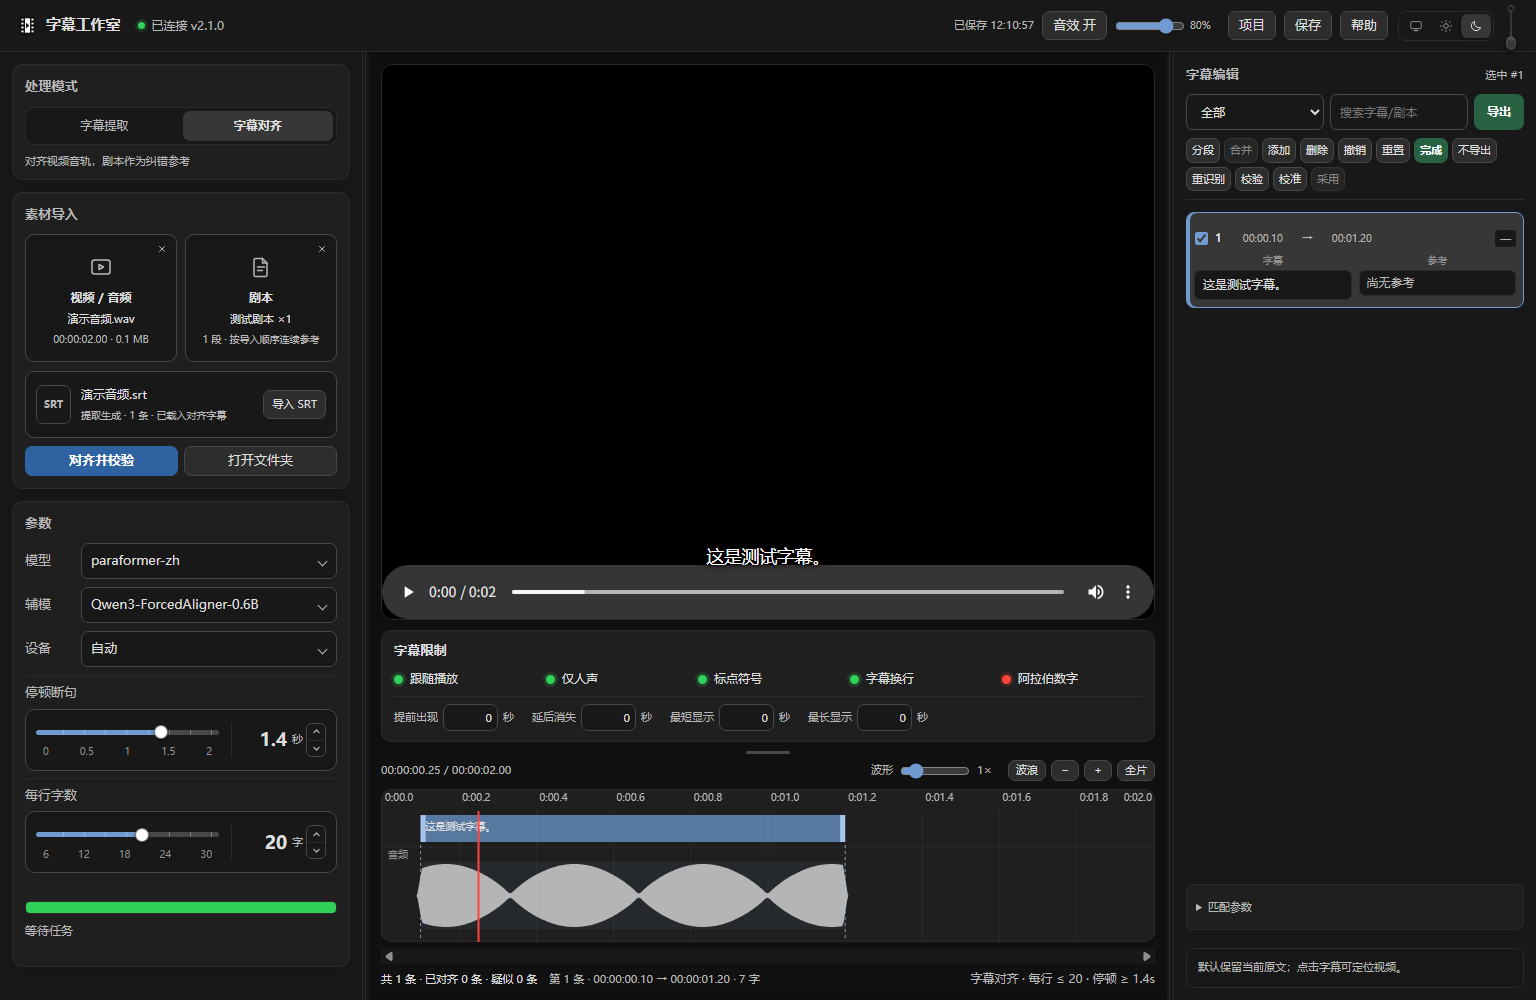 字幕工作室 已连接 v2.1.0
已保存 12:10:57 音效 开 80% 项目 保存 帮助
处理模式
字幕提取 字幕对齐
对齐视频音轨，剧本作为纠错参考
素材导入
视频 / 音频
演示音频.wav
00:00:02.00 · 0.1 MB
剧本
测试剧本 ×1
1 段 · 按导入顺序连续参考
SRT
演示音频.srt
提取生成 · 1 条 · 已载入对齐字幕
导入 SRT
对齐并校验 打开文件夹
参数
模型 paraformer-zh
辅模 Qwen3-ForcedAligner-0.6B
设备 自动
停顿断句
0 0.5 1 1.5 2
1.4 秒
每行字数
6 12 18 24 30
20 字
等待任务
这是测试字幕。
0:00 / 0:02
字幕限制
跟随播放 仅人声 标点符号 字幕换行 阿拉伯数字
提前出现 0 秒 延后消失 0 秒 最短显示 0 秒 最长显示 0 秒
00:00:00.25 / 00:00:02.00
波形 1× 波浪 − + 全片
0:00.0 0:00.2 0:00.4 0:00.6 0:00.8 0:01.0 0:01.2 0:01.4 0:01.6 0:01.8 0:02.0
这是测试字幕。
音频
共 1 条 · 已对齐 0 条 · 疑似 0 条 第 1 条 · 00:00:00.10 → 00:00:01.20 · 7 字
字幕对齐 · 每行 ≤ 20 · 停顿 ≥ 1.4s
字幕编辑 选中 #1
全部 搜索字幕/剧本 导出
分段 合并 添加 删除 撤销 重置 完成 不导出
重识别 校验 校准 采用
1 00:00.10 → 00:01.20 —
字幕 参考
这是测试字幕。 尚无参考
匹配参数
默认保留当前原文；点击字幕可定位视频。